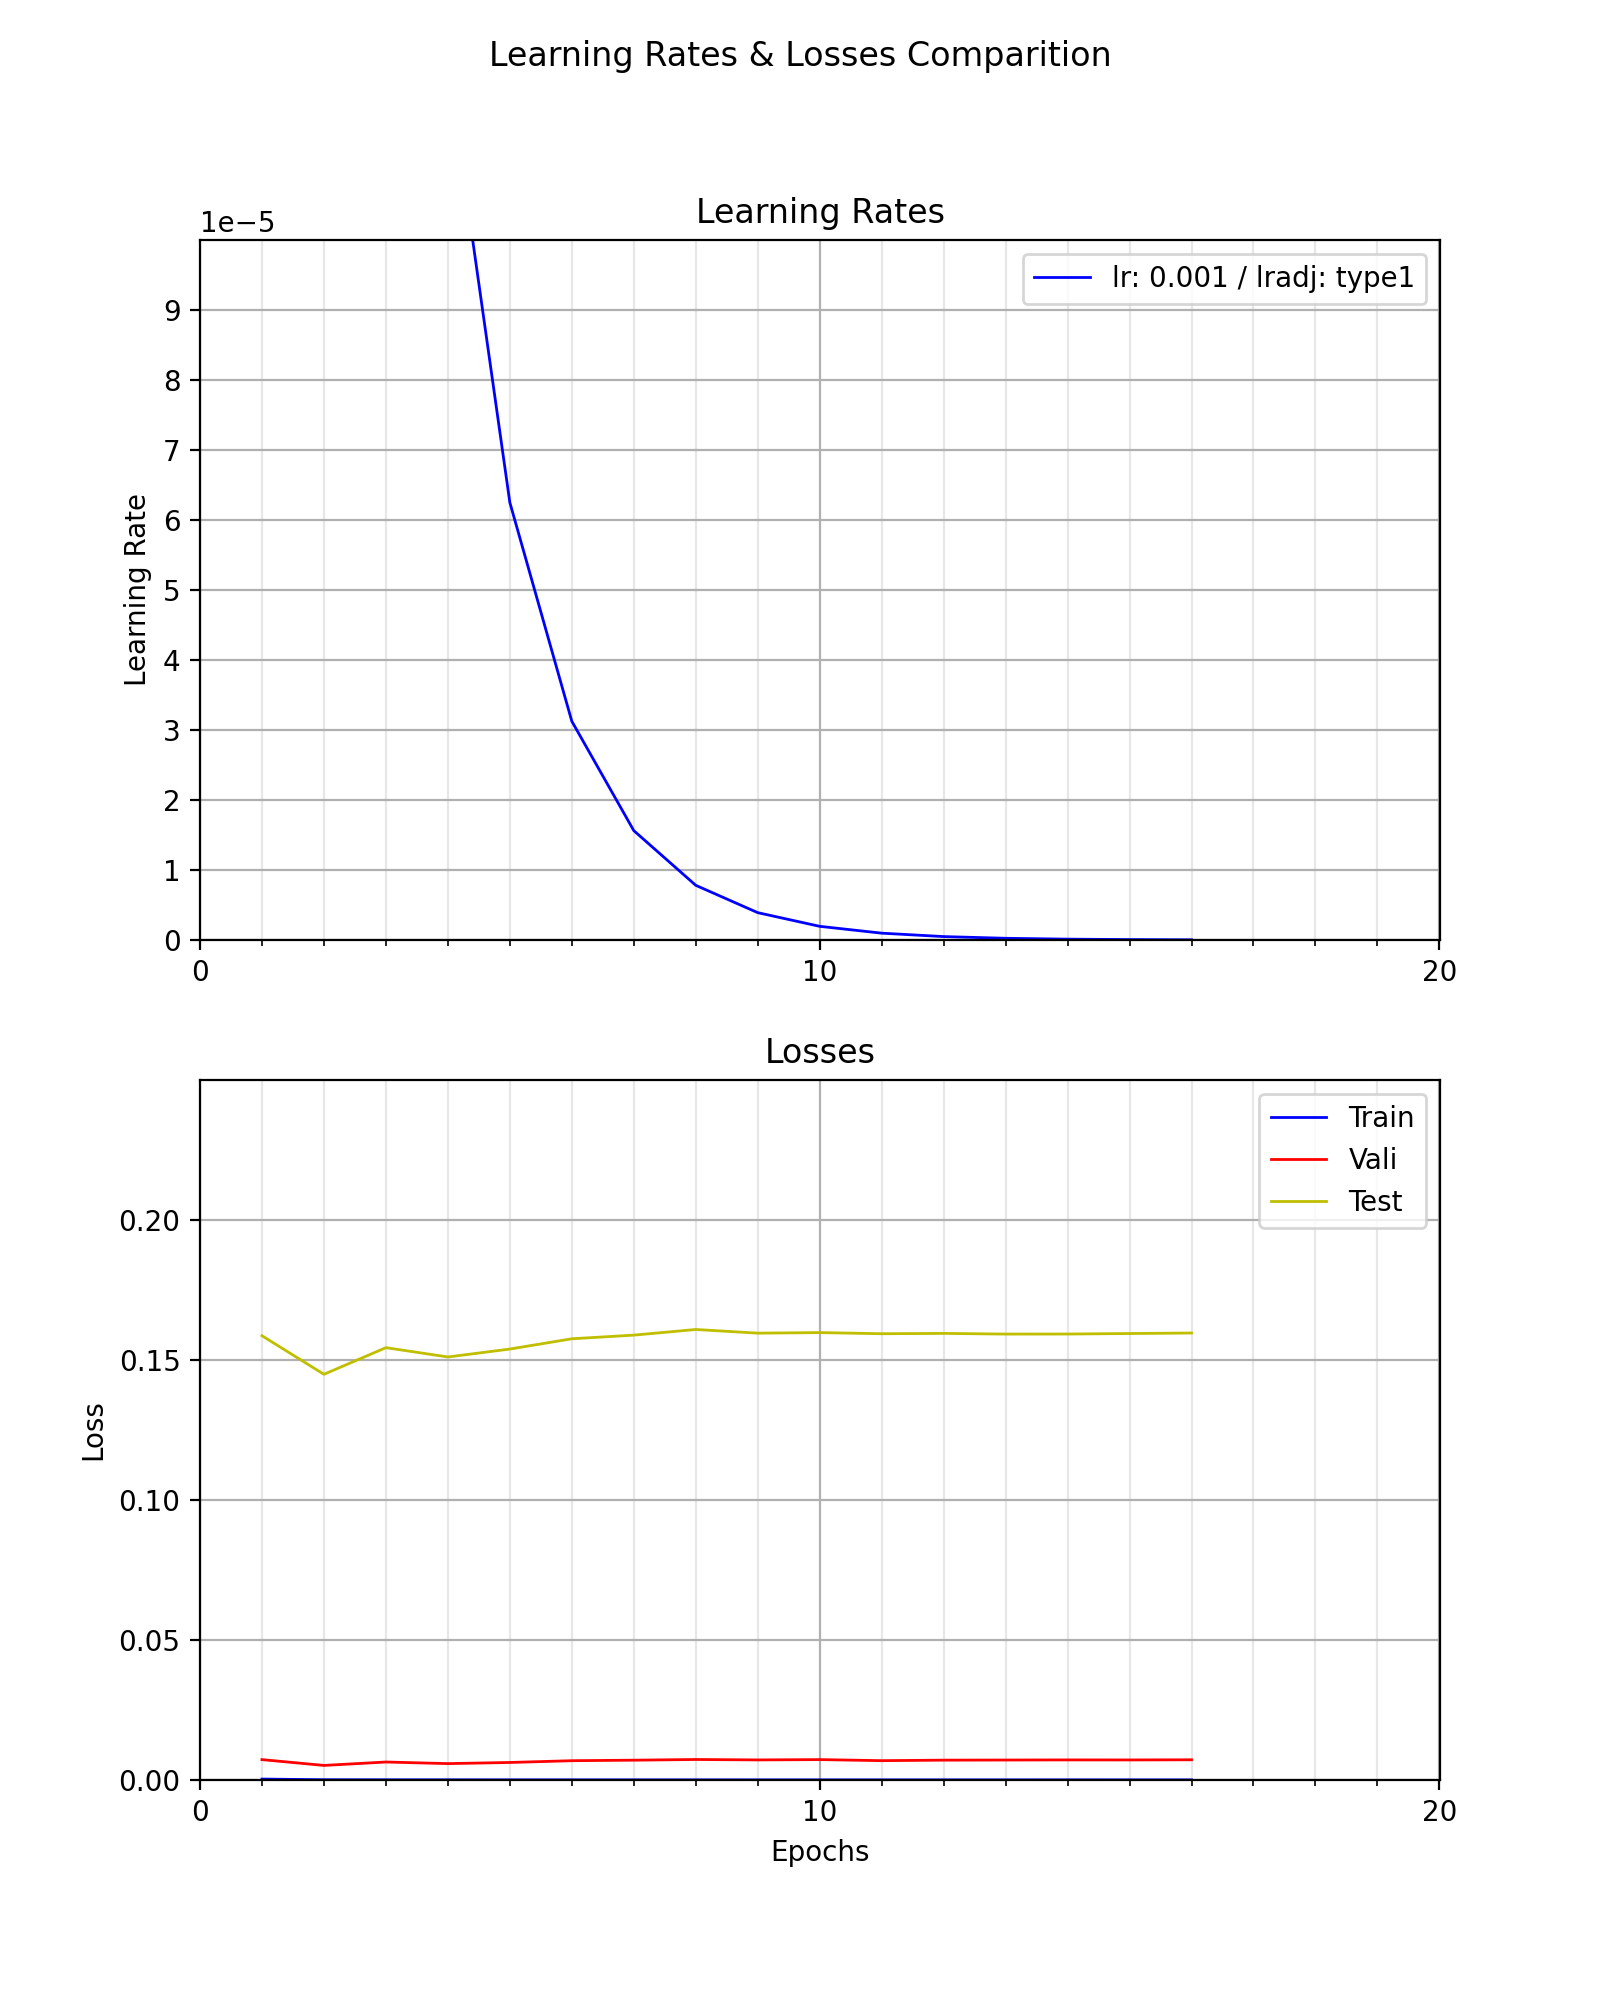 Learning Rates & Losses Comparition
Learning Rates
1e−5
lr: 0.001 / lradj: type1
9
8
7
6
5
4
3
2
1
0
Learning Rate
0 10 20
Losses
Train
Vali
Test
0.20
0.15
0.10
0.05
0.00
Loss
0 10 20
Epochs